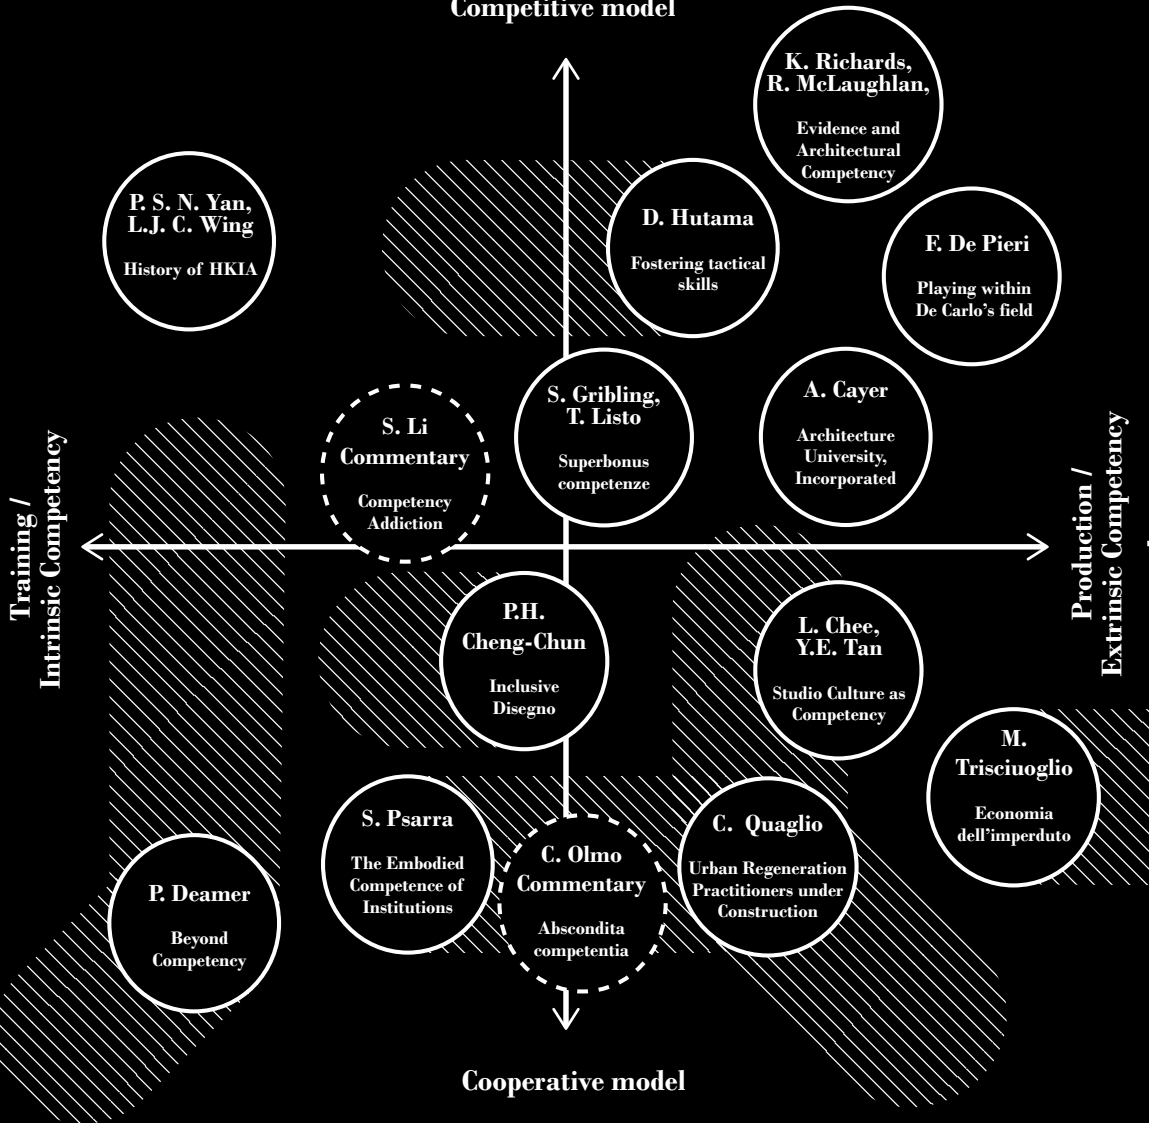 Competitive model
K. Richards,
R. McLaughlan,
Evidence and
Architectural
Competency
P. S. N. Yan,
L.J. C. Wing
History of HKIA
D. Hutama
Fostering tactical
skills
F. De Pieri
Playing within
De Carlo's field
S. Gribling,
T. Listo
Superbonus
competenze
A. Cayer
Architecture
University,
Incorporated
S. Li
Commentary
Competency
Addiction
Training /
Intrinsic Competency
Production /
Extrinsic Competency
P.H.
Cheng-Chun
Inclusive
Disegno
L. Chee,
Y.E. Tan
Studio Culture as
Competency
M.
Trisciuoglio
Economia
dell'imperduto
S. Psarra
The Embodied
Competence of
Institutions
C. Olmo
Commentary
Abscondita
competentia
C. Quaglio
Urban Regeneration
Practitioners under
Construction
P. Deamer
Beyond
Competency
Cooperative model